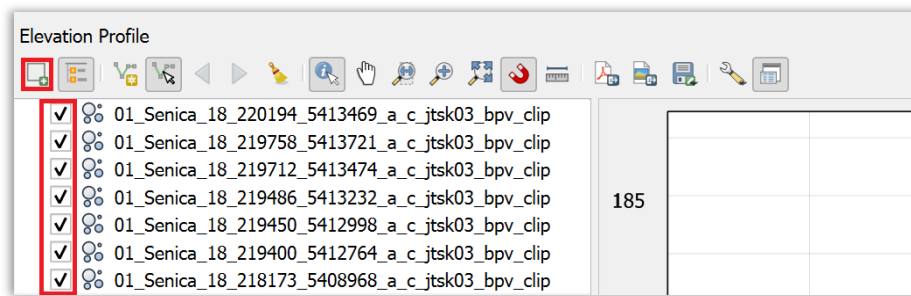 Elevation Profile
01_Senica_18_220194_5413469_a_c_jtsk03_bpv_clip
01_Senica_18_219758_5413721_a_c_jtsk03_bpv_clip
01_Senica_18_219712_5413474_a_c_jtsk03_bpv_clip
01_Senica_18_219486_5413232_a_c_jtsk03_bpv_clip
185
01_Senica_18_219450_5412998_a_c_jtsk03_bpv_clip
01_Senica_18_219400_5412764_a_c_jtsk03_bpv_clip
01_Senica_18_218173_5408968_a_c_jtsk03_bpv_clip